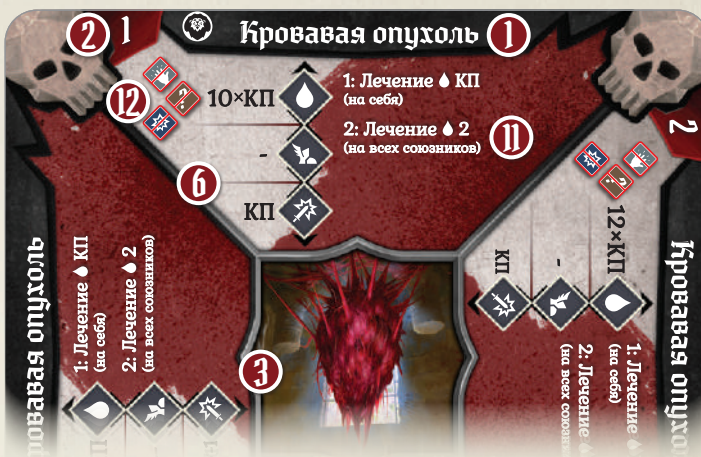 2
1
Кровавая опухоль
1
12
10×КП
1: Лечение КП
(на себя)
-
2: Лечение 2
(на всех союзников)
11
6
КП
2
12×КП
-
КП
Кровавая опухо
1: Лечение
(на себя)
2: Лечение
(на всех союзн
овавая опухоль
1: Лечение КП
(на себя)
2: Лечение 2
(на всех союзников)
3